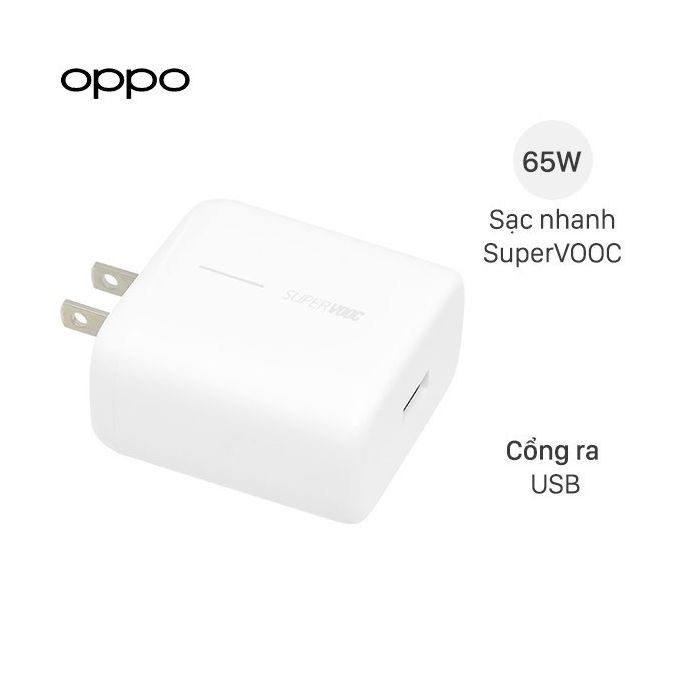 oppo
65W
Sạc nhanh
SuperVOOC
SUPERVOOC
Cổng ra
USB